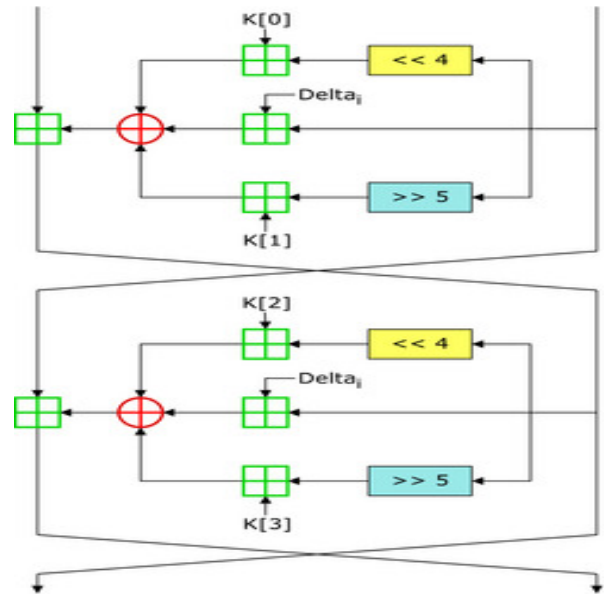 K[0]
<< 4
Delta_i
>> 5
K[1]
K[2]
<< 4
Delta_i
>> 5
K[3]